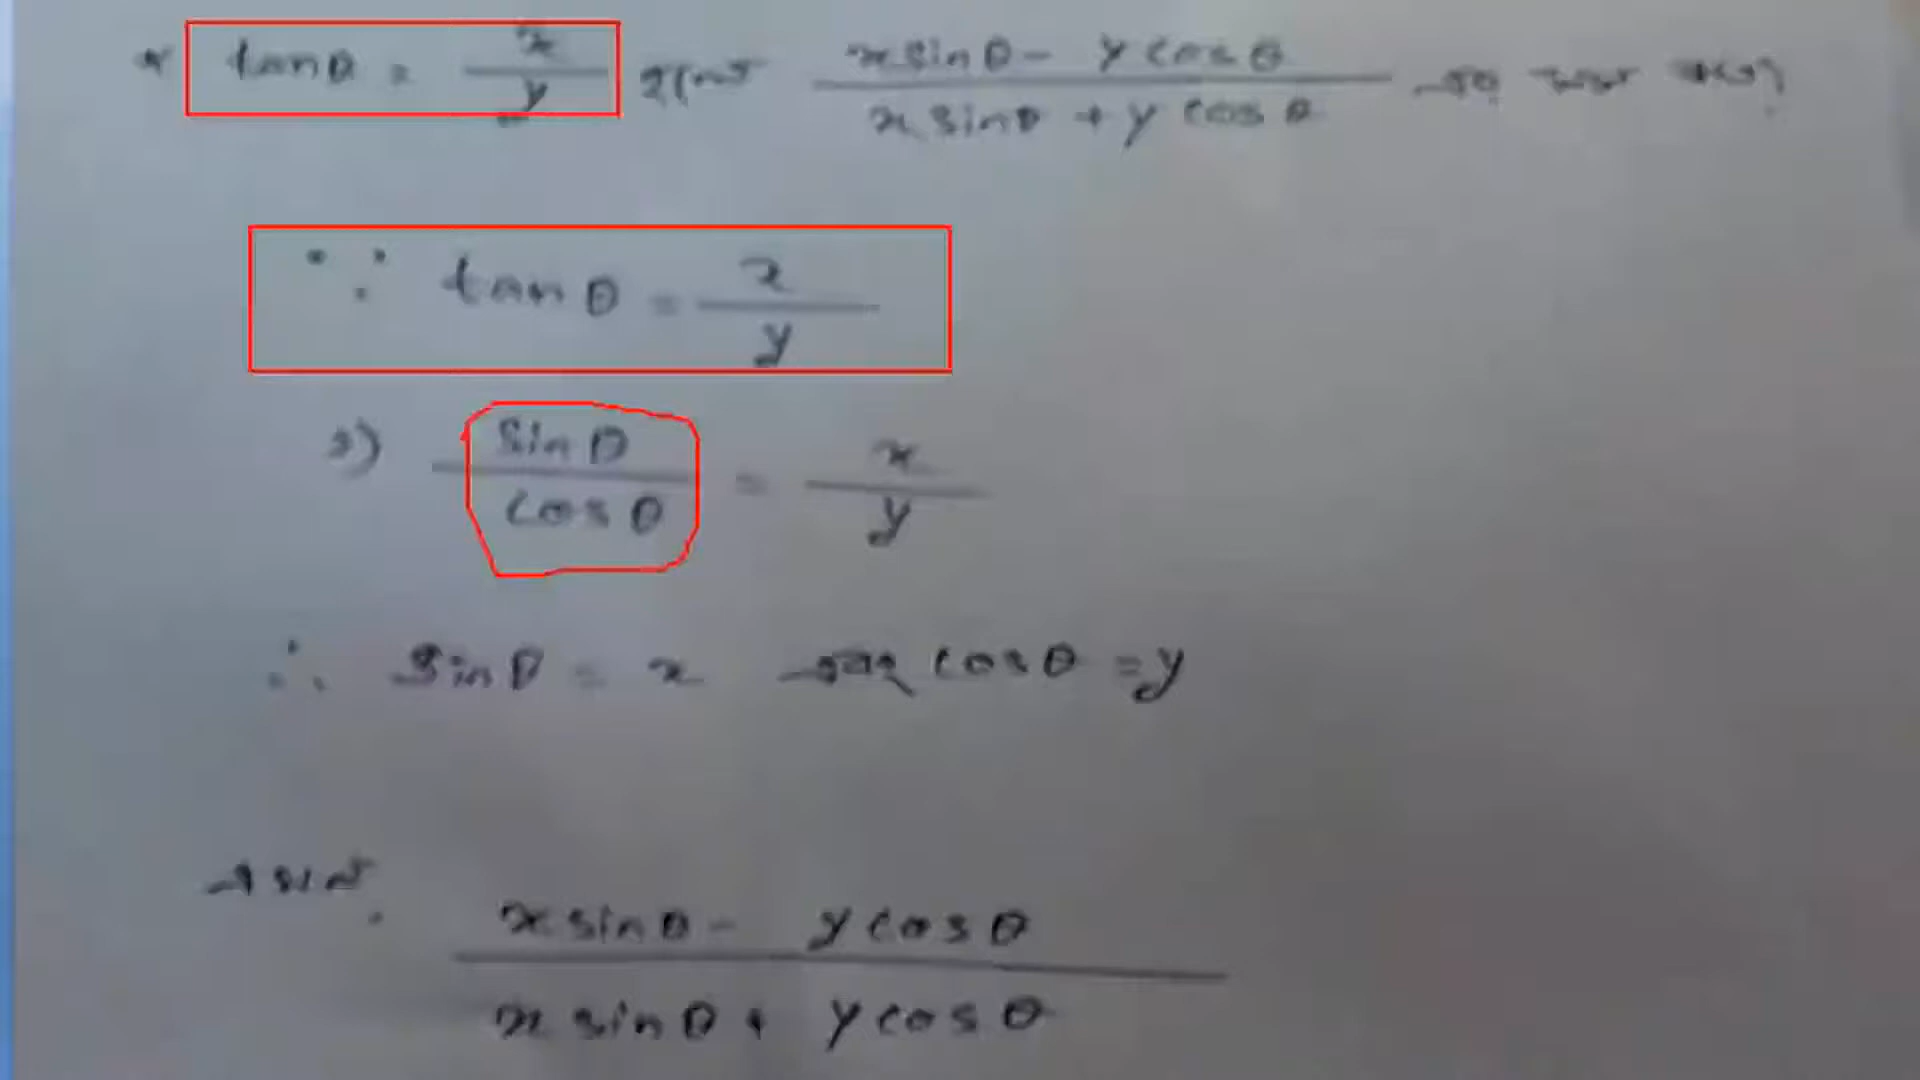 * tanθ = x/y হলে (x sinθ - y cosθ)/(x sinθ + y cosθ) এর মান কত?
∵ tanθ = x/y
⇒) sinθ/cosθ = x/y
∴ sinθ = x এবং cosθ = y
এখন,
(x sinθ - y cosθ)/(x sinθ + y cosθ)